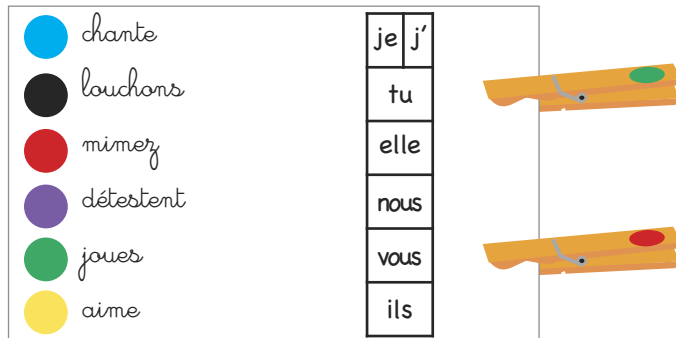 chante
louchons
mimez
détestent
joues
aime
je j'
tu
elle
nous
vous
ils